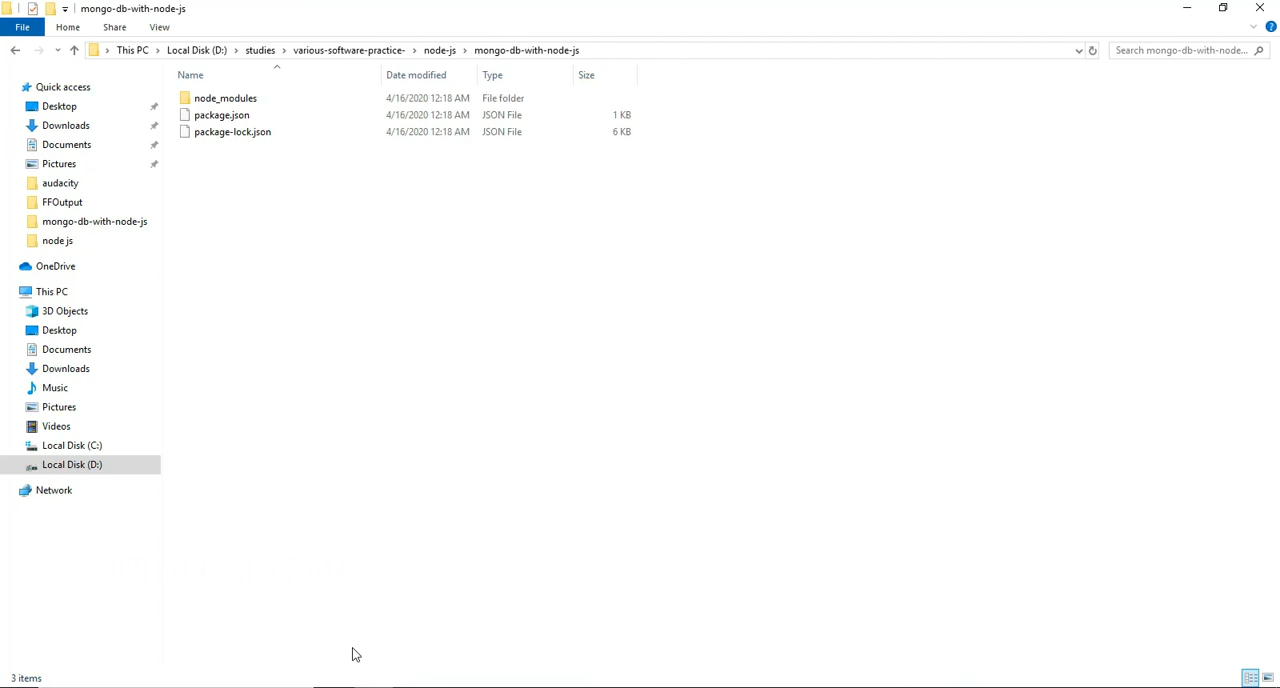 mongo-db-with-node-js
File Home Share View
This PC > Local Disk (D:) > studies > various-software-practice- > node-js > mongo-db-with-node-js
Search mongo-db-with-node...
Name Date modified Type Size
node_modules 4/16/2020 12:18 AM File folder
package.json 4/16/2020 12:18 AM JSON File 1 KB
package-lock.json 4/16/2020 12:18 AM JSON File 6 KB
Quick access
Desktop
Downloads
Documents
Pictures
audacity
FFOutput
mongo-db-with-node-js
node js
OneDrive
This PC
3D Objects
Desktop
Documents
Downloads
Music
Pictures
Videos
Local Disk (C:)
Local Disk (D:)
Network
3 items